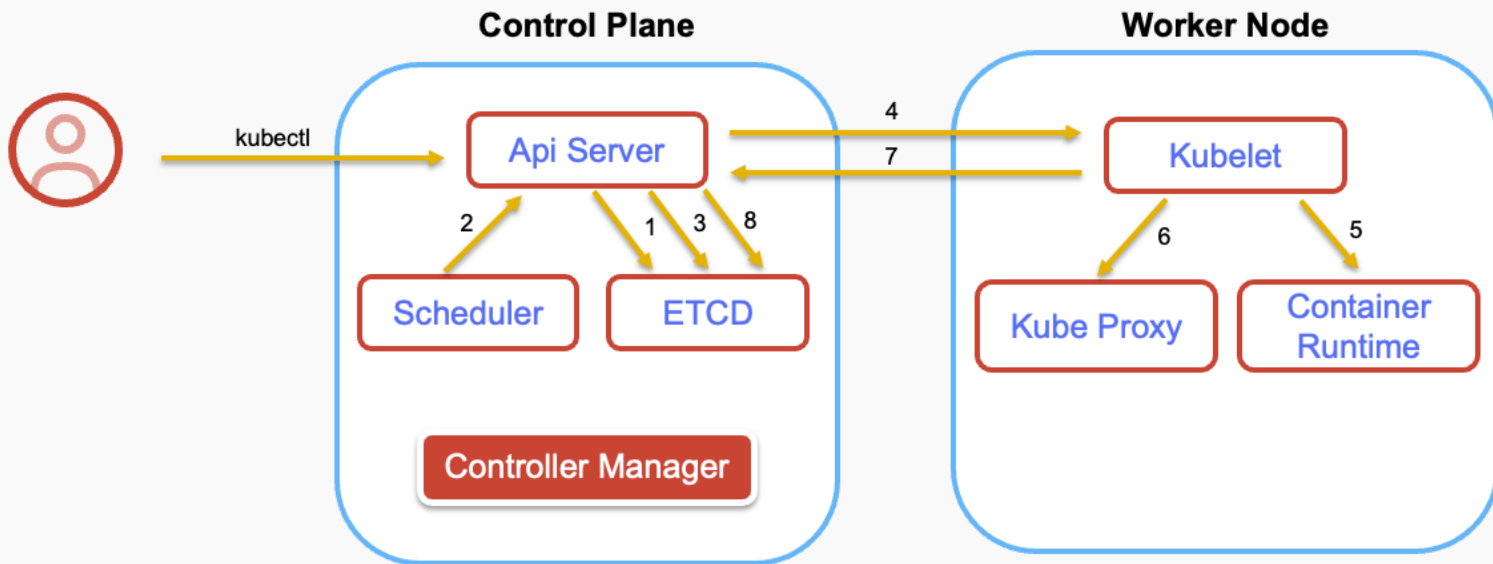 Control Plane
Worker Node
kubectl
Api Server
4
7
Kubelet
2
1
3
8
6
5
Scheduler
ETCD
Kube Proxy
Container
Runtime
Controller Manager